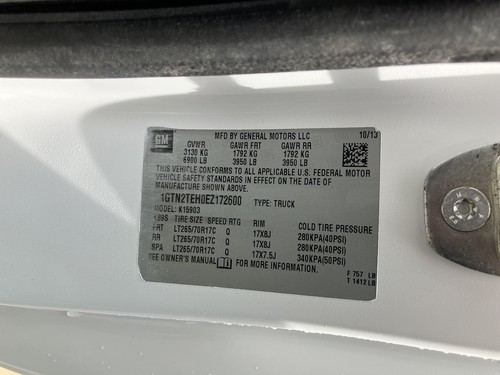 GM
MFD BY GENERAL MOTORS LLC 10/13
GVWR GAWR FRT GAWR RR
3130 KG 1792 KG 1792 KG
6900 LB 3950 LB 3950 LB
THIS VEHICLE CONFORMS TO ALL APPLICABLE U.S. FEDERAL MOTOR
VEHICLE SAFETY STANDARDS IN EFFECT ON THE DATE OF
MANUFACTURE SHOWN ABOVE.
1GTN2TEH0EZ172600 TYPE: TRUCK
MODEL: K15903
TIRE SIZE SPEED RTG RIM COLD TIRE PRESSURE
FRT LT265/70R17C Q 17X8J 280KPA(40PSI)
RR LT265/70R17C Q 17X8J 280KPA(40PSI)
SPA LT265/70R17C Q 17X7.5J 340KPA(50PSI)
SEE OWNER'S MANUAL FOR MORE INFORMATION.
F 757 LB
T 1412 LB